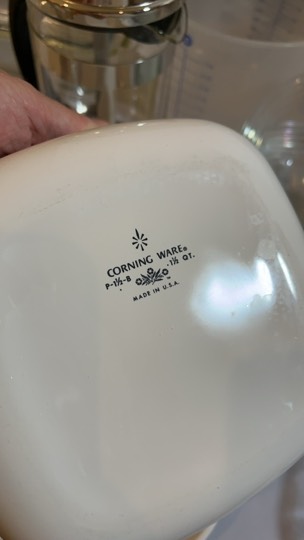 CORNING WARE®
P-1½-B 1½ QT.
MADE IN U.S.A.